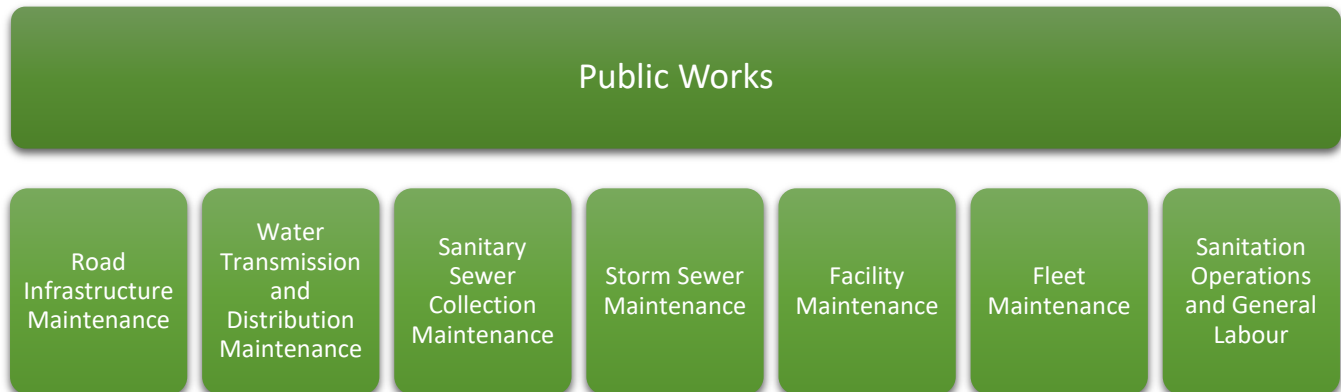 Public Works
Road
Infrastructure
Maintenance
Water
Transmission
and
Distribution
Maintenance
Sanitary
Sewer
Collection
Maintenance
Storm Sewer
Maintenance
Facility
Maintenance
Fleet
Maintenance
Sanitation
Operations
and General
Labour